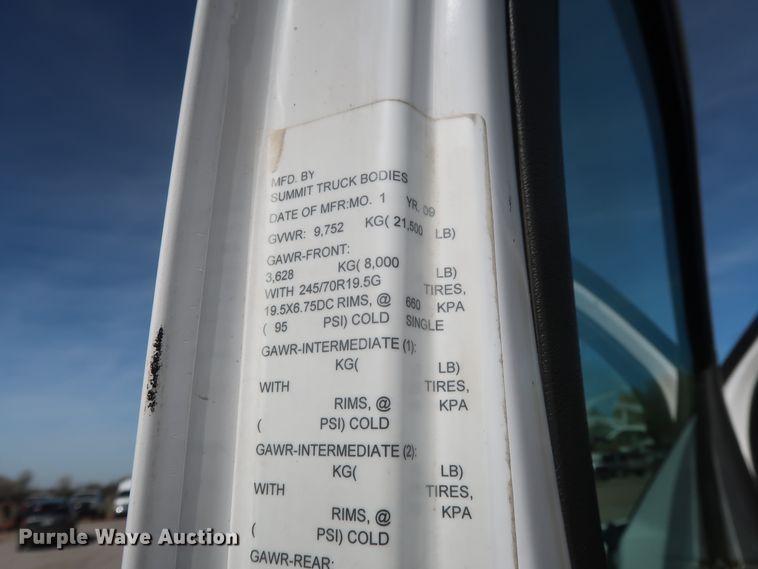 MFD. BY
SUMMIT TRUCK BODIES
DATE OF MFR:MO. 1 YR. 09
GVWR: 9,752 KG( 21,500 LB)
GAWR-FRONT:
3,628 KG( 8,000 LB)
WITH 245/70R19.5G TIRES,
19.5X6.75DC RIMS, @ 660 KPA
( 95 PSI) COLD SINGLE
GAWR-INTERMEDIATE (1):
KG( LB)
WITH TIRES,
RIMS, @ KPA
( PSI) COLD
GAWR-INTERMEDIATE (2):
KG( LB)
WITH TIRES,
RIMS, @ KPA
( PSI) COLD
GAWR-REAR:
Purple Wave Auction